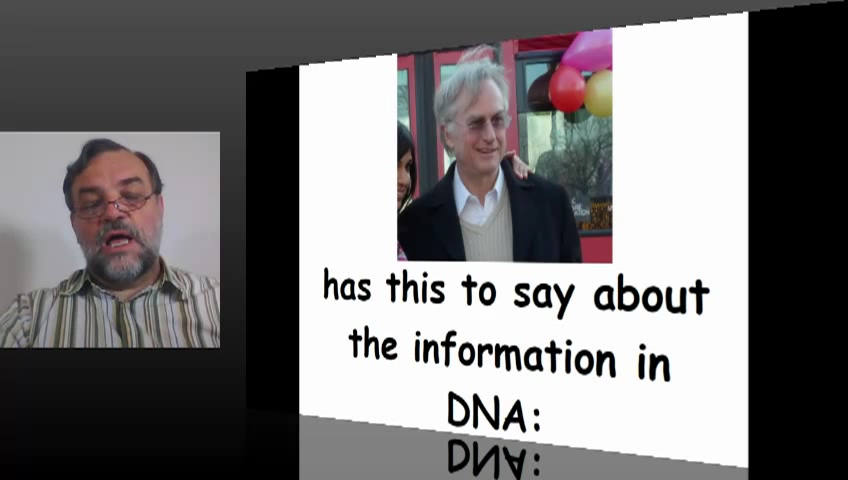 has this to say about
the information in
DNA: